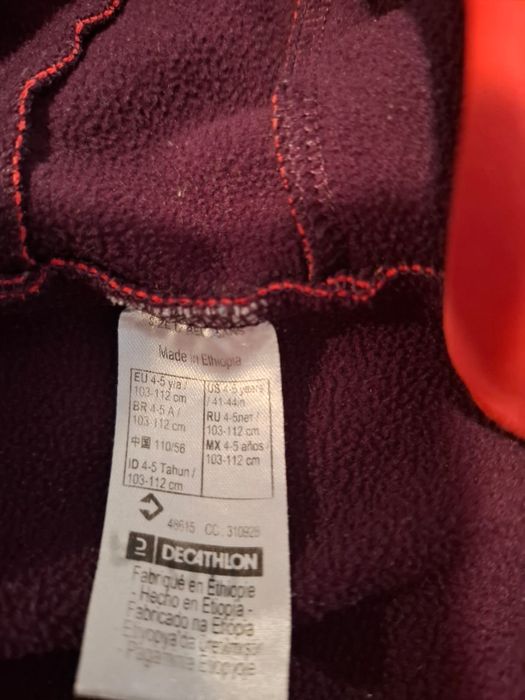 Made in Ethiopia
EU 4-5 y/a /
103-112 cm
BR 4-5 A /
103-112 cm
中国 110/56
ID 4-5 Tahun /
103-112 cm
US 4-5 years
/ 41-44in
RU 4-5лет /
103-112 cm
MX 4-5 años
103-112 cm
48615 CC. 310925
DECATHLON
Fabriqué en Ethiopie
- Hecho en Etiopía -
Fabricado na Etiópia